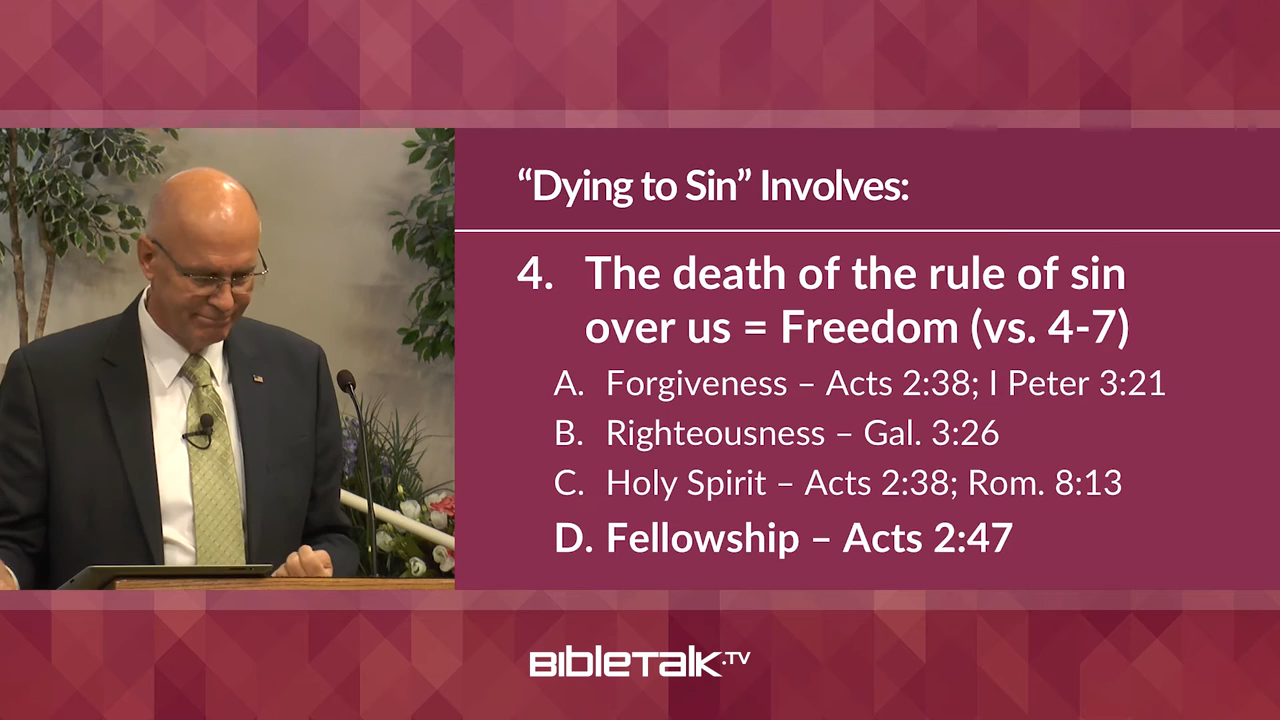 “Dying to Sin” Involves:
4. The death of the rule of sin
over us = Freedom (vs. 4-7)
A. Forgiveness – Acts 2:38; I Peter 3:21
B. Righteousness – Gal. 3:26
C. Holy Spirit – Acts 2:38; Rom. 8:13
D. Fellowship – Acts 2:47
BibleTalk.TV